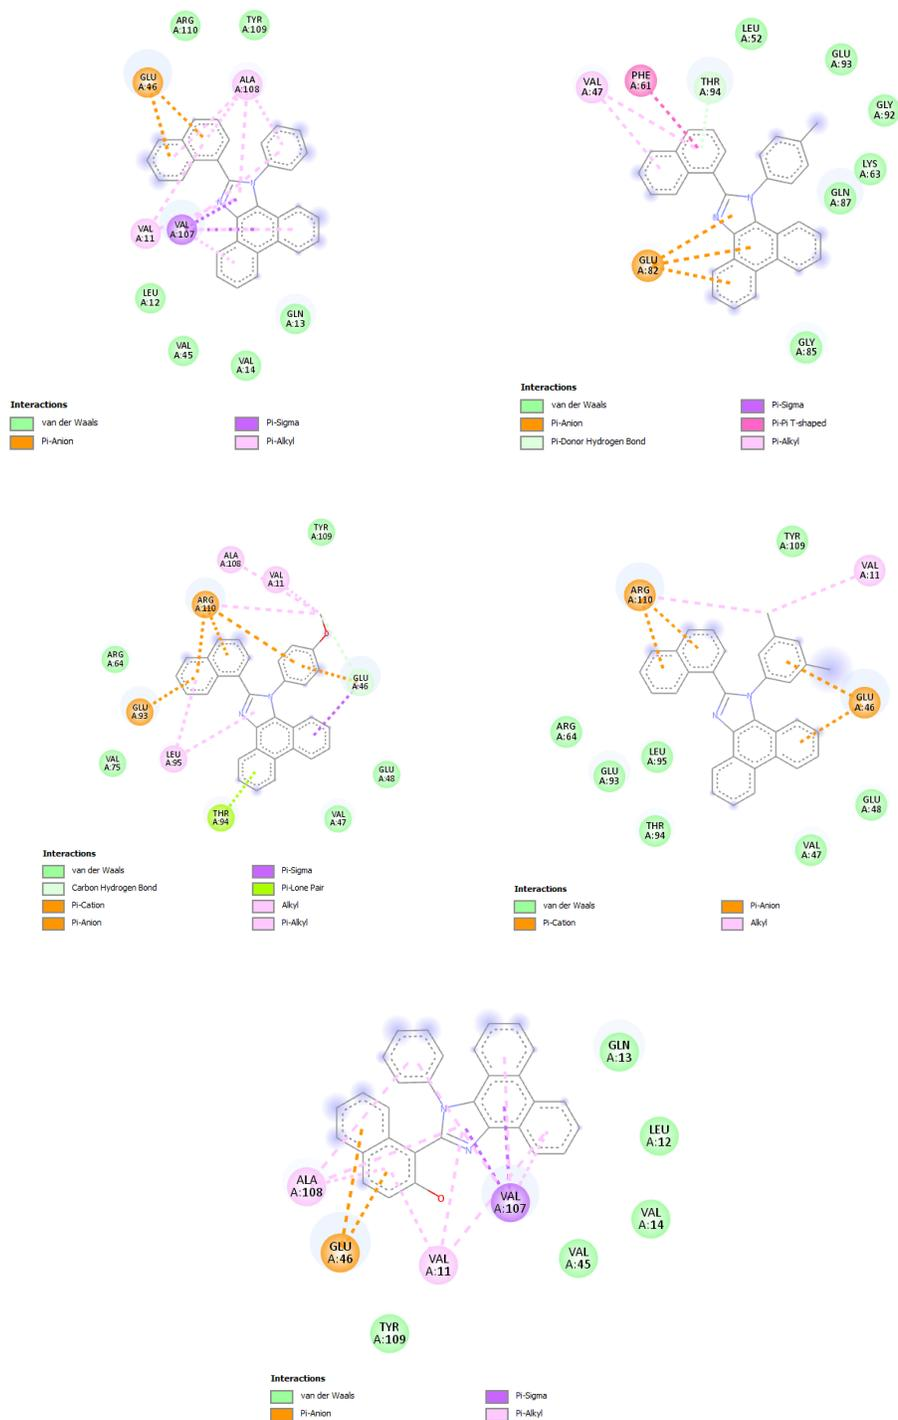 ARG
A:110
TYR
A:109
GLU
A:46
ALA
A:108
N
N
VAL
A:11
VAL
A:107
LEU
A:12
GLN
A:13
VAL
A:45
VAL
A:14
Interactions
van der Waals
Pi-Anion
Pi-Sigma
Pi-Alkyl
LEU
A:52
GLU
A:93
VAL
A:47
PHE
A:61
THR
A:94
GLY
A:92
LYS
A:63
GLN
A:87
N
N
GLU
A:82
GLY
A:85
Interactions
van der Waals
Pi-Anion
Pi-Donor Hydrogen Bond
Pi-Sigma
Pi-Pi T-shaped
Pi-Alkyl
TYR
A:109
ALA
A:108
VAL
A:11
ARG
A:110
O
ARG
A:64
GLU
A:46
N
N
GLU
A:93
VAL
A:75
LEU
A:95
GLU
A:48
THR
A:94
VAL
A:47
Interactions
van der Waals
Carbon Hydrogen Bond
Pi-Cation
Pi-Anion
Pi-Sigma
Pi-Lone Pair
Alkyl
Pi-Alkyl
TYR
A:109
VAL
A:11
ARG
A:110
N
N
GLU
A:46
ARG
A:64
LEU
A:95
GLU
A:93
GLU
A:48
THR
A:94
VAL
A:47
Interactions
van der Waals
Pi-Cation
Pi-Anion
Alkyl
GLN
A:13
N
N
LEU
A:12
ALA
A:108
O
VAL
A:107
VAL
A:14
GLU
A:46
VAL
A:11
VAL
A:45
TYR
A:109
Interactions
van der Waals
Pi-Anion
Pi-Sigma
Pi-Alkyl